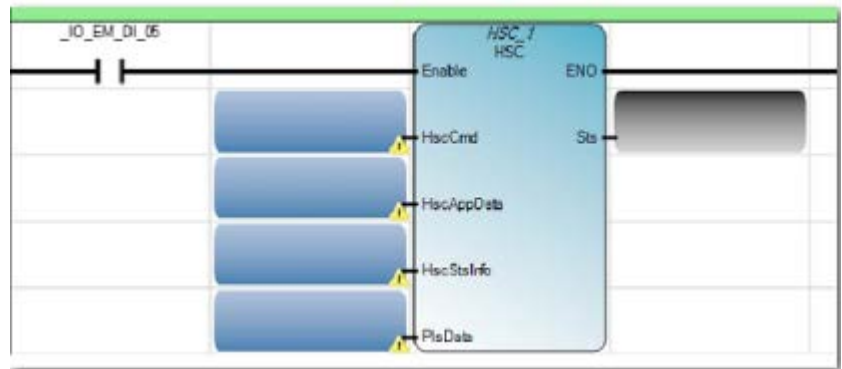 _IO_EM_DI_05
HSC_1
HSC
Enable ENO
HscCmd Sts
HscAppData
HscStsInfo
PlsData